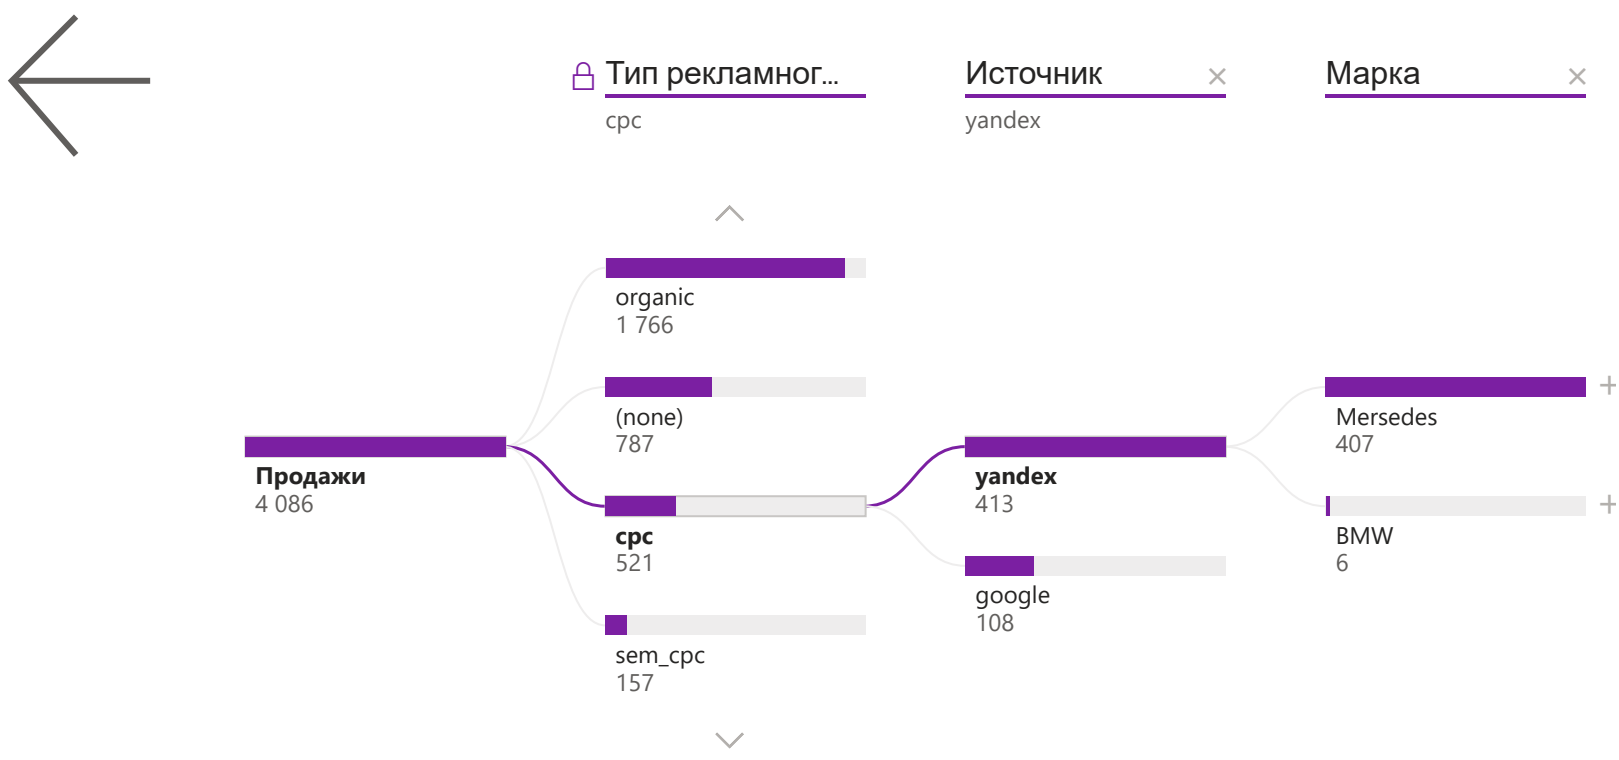 Тип рекламног...
Источник
Марка
cpc
yandex
organic
1 766
(none)
787
Mersedes
407
Продажи
4 086
yandex
413
cpc
521
BMW
6
google
108
sem_cpc
157